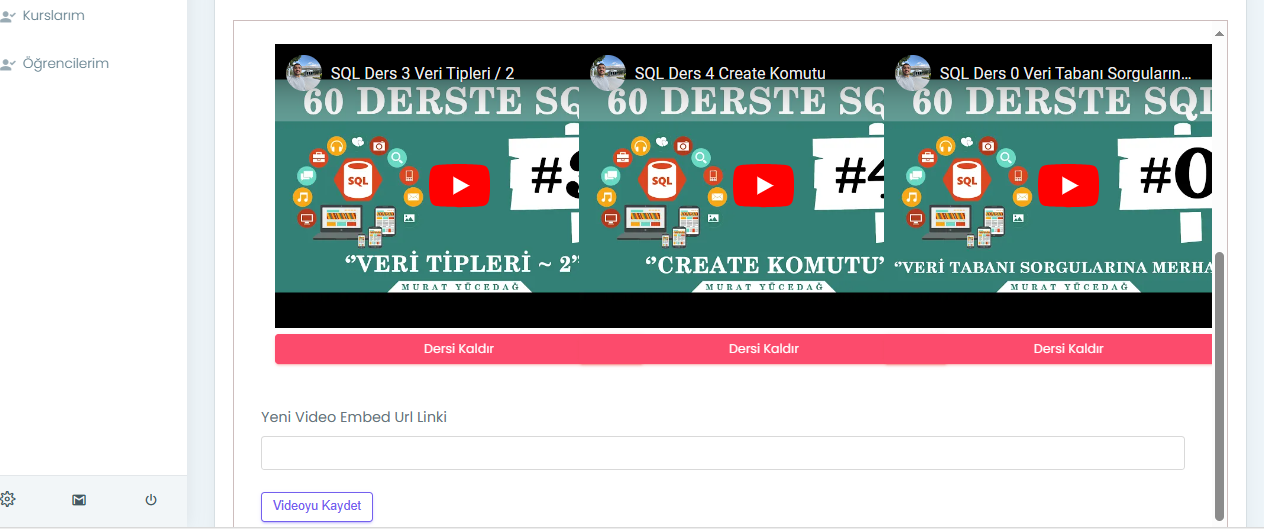 Kurslarım
Öğrencilerim
SQL Ders 3 Veri Tipleri / 2
60 DERSTE SQ
SQL
#3
“VERİ TİPLERİ ~ 2”
MURAT YÜCEDAĞ
Dersi Kaldır
SQL Ders 4 Create Komutu
60 DERSTE SQ
SQL
#4
“CREATE KOMUTU”
MURAT YÜCEDAĞ
Dersi Kaldır
SQL Ders 0 Veri Tabanı Sorguların...
60 DERSTE SQL
SQL
#0
“VERİ TABANI SORGULARINA MERHA
MURAT YÜCEDAĞ
Dersi Kaldır
Yeni Video Embed Url Linki
Videoyu Kaydet